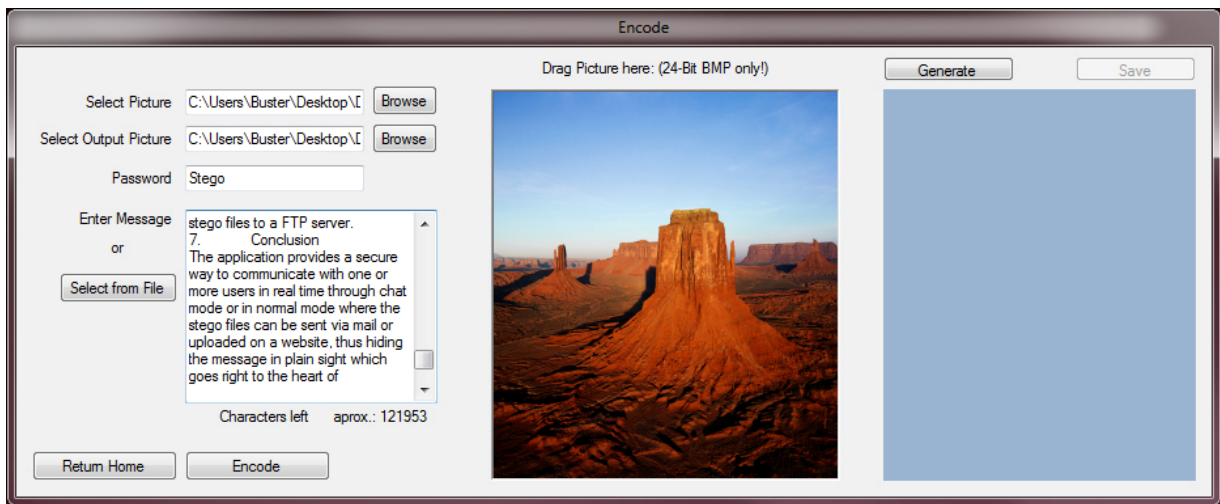 Encode
Drag Picture here: (24-Bit BMP only!)
Generate
Save
Select Picture
C:\Users\Buster\Desktop\D
Browse
Select Output Picture
C:\Users\Buster\Desktop\D
Browse
Password
Stego
Enter Message
or
Select from File
stego files to a FTP server.
7. Conclusion
The application provides a secure
way to communicate with one or
more users in real time through chat
mode or in normal mode where the
stego files can be sent via mail or
uploaded on a website, thus hiding
the message in plain sight which
goes right to the heart of
Characters left aprox.: 121953
Return Home
Encode